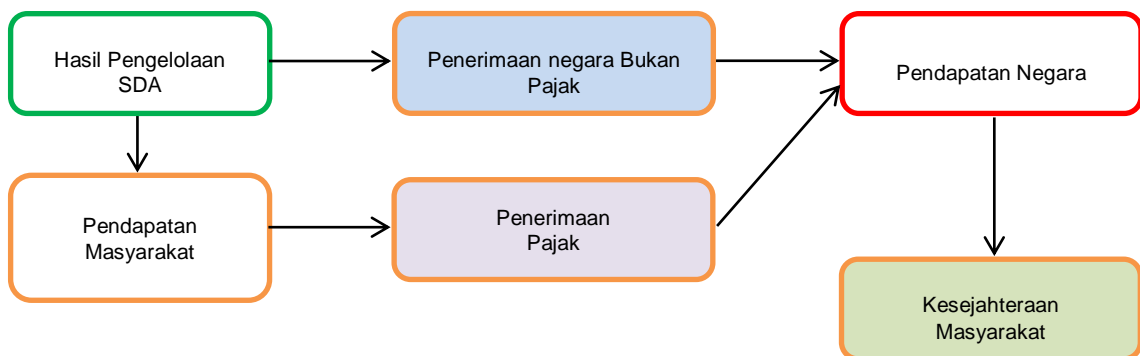 Hasil Pengelolaan
SDA
Penerimaan negara Bukan
Pajak
Pendapatan Negara
Pendapatan
Masyarakat
Penerimaan
Pajak
Kesejahteraan
Masyarakat